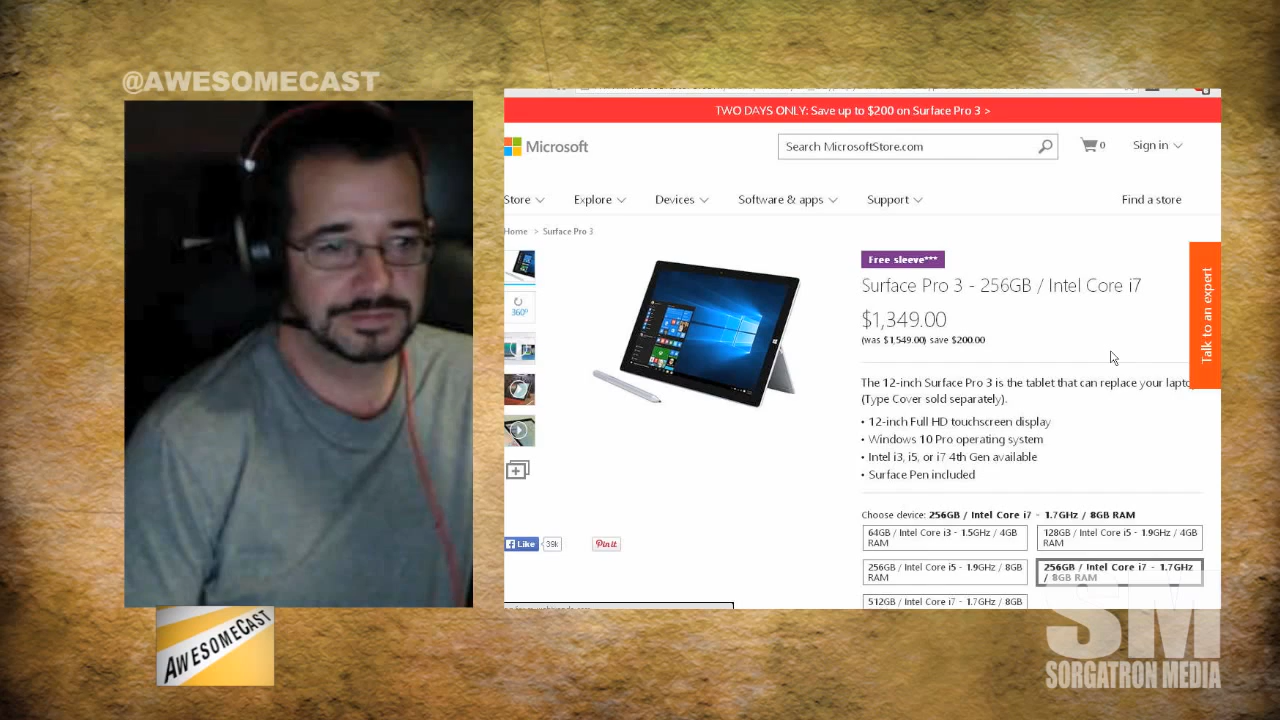 @AWESOMECAST
TWO DAYS ONLY: Save up to $200 on Surface Pro 3 >
Microsoft
Search MicrosoftStore.com
0
Sign in
Store
Explore
Devices
Software & apps
Support
Find a store
Home > Surface Pro 3
360°
Free sleeve***
Surface Pro 3 - 256GB / Intel Core i7
$1,349.00
(was $1,549.00) save $200.00
Talk to an expert
The 12-inch Surface Pro 3 is the tablet that can replace your
(Type Cover sold separately).
• 12-inch Full HD touchscreen display
• Windows 10 Pro operating system
• Intel i3, i5, or i7 4th Gen available
• Surface Pen included
Choose device: 256GB / Intel Core i7 - 1.7GHz / 8GB RAM
64GB / Intel Core i3 - 1.5GHz / 4GB
RAM
128GB / Intel Core i5 - 1.9GHz / 4GB
RAM
256GB / Intel Core i5 - 1.9GHz / 8GB
RAM
256GB / Intel Core i7 - 1.7GHz
/ 8GB RAM
512GB / Intel Core i7 - 1.7GHz / 8GB
Like
39k
Pin it
AWESOMECAST
SM
SORGATRON MEDIA